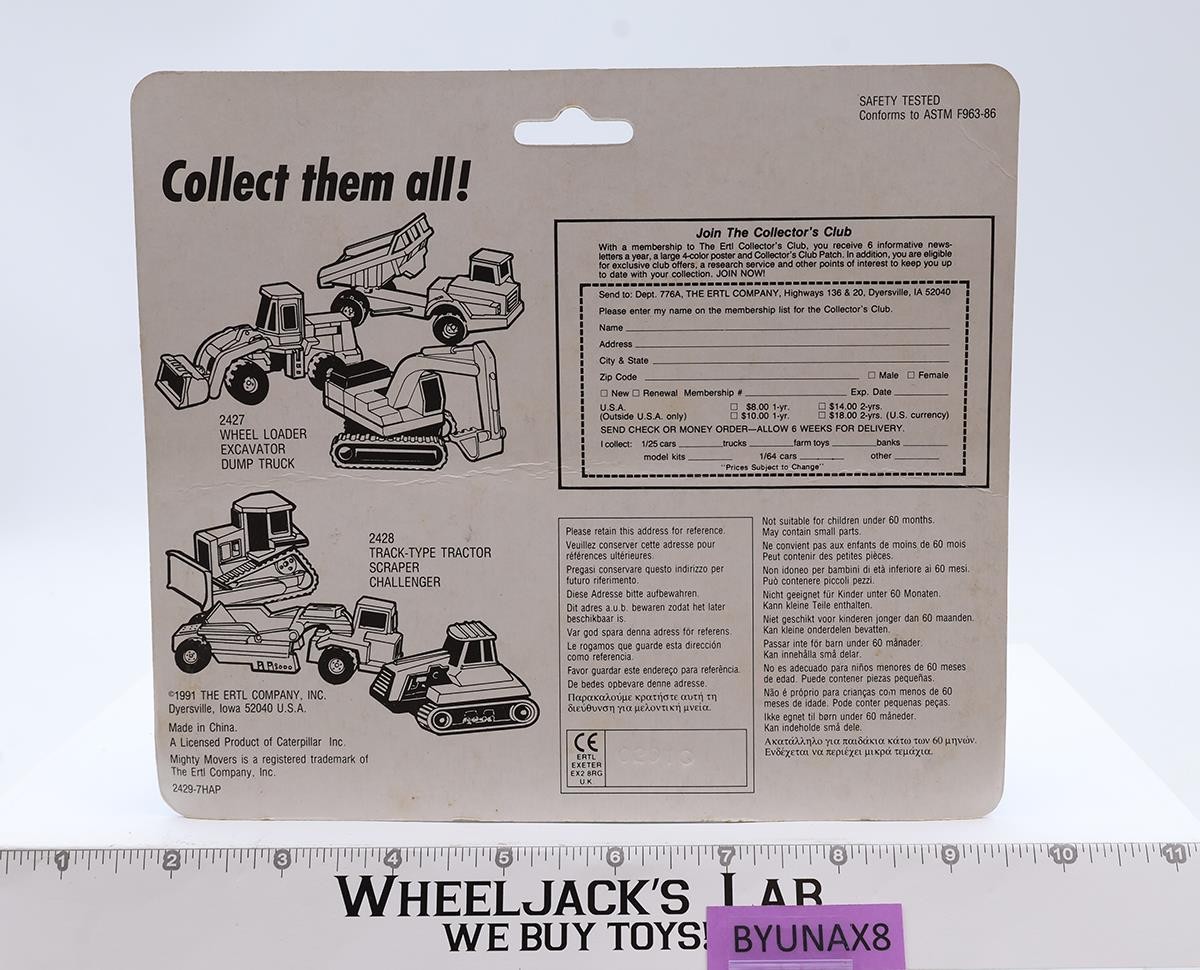 SAFETY TESTED
Conforms to ASTM F963-86
Collect them all!
2427
WHEEL LOADER
EXCAVATOR
DUMP TRUCK
2428
TRACK-TYPE TRACTOR
SCRAPER
CHALLENGER
©1991 THE ERTL COMPANY, INC.
Dyersville, Iowa 52040 U.S.A.
Made in China.
A Licensed Product of Caterpillar Inc.
Mighty Movers is a registered trademark of
The Ertl Company, Inc.
2429-7HAP
Join The Collector's Club
With a membership to The Ertl Collector's Club, you receive 6 informative news-
letters a year, a large 4-color poster and Collector's Club Patch. In addition, you are eligible
for exclusive club offers, a research service and other points of interest to keep you up
to date with your collection. JOIN NOW!
Send to: Dept. 776A, THE ERTL COMPANY, Highways 136 & 20, Dyersville, IA 52040
Please enter my name on the membership list for the Collector's Club.
Name
Address
City & State
Zip Code □ Male □ Female
□ New □ Renewal Membership # Exp. Date
U.S.A. □ $8.00 1-yr. □ $14.00 2-yrs.
(Outside U.S.A. only) □ $10.00 1-yr. □ $18.00 2-yrs. (U.S. currency)
SEND CHECK OR MONEY ORDER—ALLOW 6 WEEKS FOR DELIVERY.
I collect: 1/25 cars trucks farm toys banks
model kits 1/64 cars other
"Prices Subject to Change"
Please retain this address for reference.
Veuillez conserver cette adresse pour
références ultérieures.
Pregasi conservare questo indirizzo per
futuro riferimento.
Diese Adresse bitte aufbewahren.
Dit adres a.u.b. bewaren zodat het later
beschikbaar is.
Var god spara denna adress för referens.
Le rogamos que guarde esta dirección
como referencia.
Favor guardar este endereço para referência.
De bedes opbevare denne adresse.
Παρακαλούμε κρατήστε αυτή τη
διεύθυνση για μελοντική μνεία.
CE
ERTL
EXETER
EX2 8RG
U.K
Not suitable for children under 60 months.
May contain small parts.
Ne convient pas aux enfants de moins de 60 mois
Peut contenir des petites pièces.
Non idoneo per bambini di età inferiore ai 60 mesi.
Può contenere piccoli pezzi.
Nicht geeignet für Kinder unter 60 Monaten.
Kann kleine Teile enthalten.
Niet geschikt voor kinderen jonger dan 60 maanden.
Kan kleine onderdelen bevatten.
Passar inte för barn under 60 månader.
Kan innehålla små delar.
No es adecuado para niños menores de 60 meses
de edad. Puede contener piezas pequeñas.
Não é próprio para crianças com menos de 60
meses de idade. Pode conter pequenas peças.
Ikke egnet til børn under 60 måneder.
Kan indeholde små dele.
Ακατάλληλο για παιδάκια κάτω των 60 μηνών.
Ενδέχεται να περιέχει μικρά τεμάχια.
1 2 3 4 5 6 7 8 9 10 11
WHEELJACK'S LAB
WE BUY TOYS!
BYUNAX8